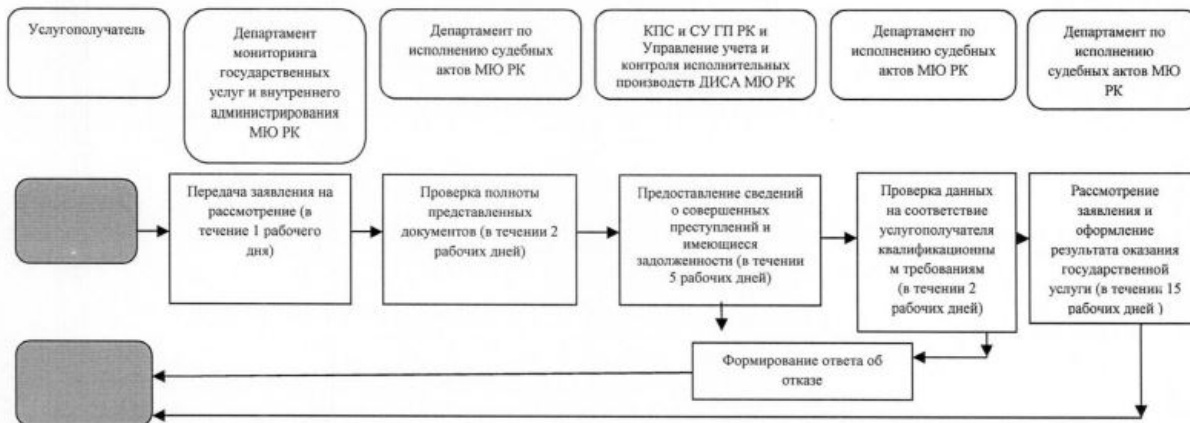 Услугополучатель
Департамент
мониторинга
государственных
услуг и внутреннего
администрирования
МЮ РК
Департамент по
исполнению судебных
актов МЮ РК
КПС и СУ ГП РК и
Управление учета и
контроля исполнительных
производств ДИСА МЮ РК
Департамент по
исполнению судебных
актов МЮ РК
Департамент по
исполнению
судебных актов МЮ
РК
Передача заявления на
рассмотрение (в
течение 1 рабочего
дня)
Проверка полноты
представленных
документов (в течении 2
рабочих дней)
Предоставление сведений
о совершенных
преступлений и
имеющиеся
задолженности (в течении
5 рабочих дней)
Проверка данных
на соответствие
услугополучателя
квалификационны
м требованиям
(в течении 2
рабочих дней)
Рассмотрение
заявления и
оформление
результата оказания
государственной
услуги (в течении 15
рабочих дней )
Формирование ответа об
отказе